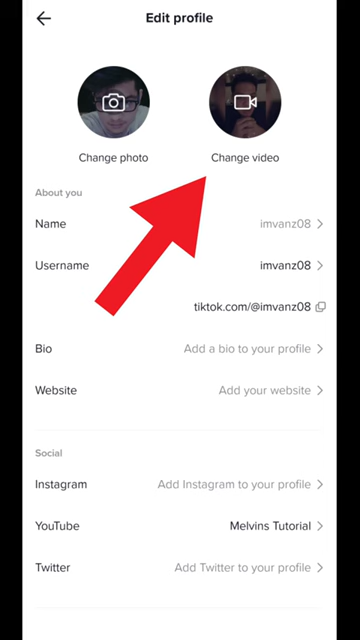 Edit profile
Change photo
Change video
About you
Name imvanz08
Username imvanz08
tiktok.com/@imvanz08
Bio Add a bio to your profile
Website Add your website
Social
Instagram Add Instagram to your profile
YouTube Melvins Tutorial
Twitter Add Twitter to your profile